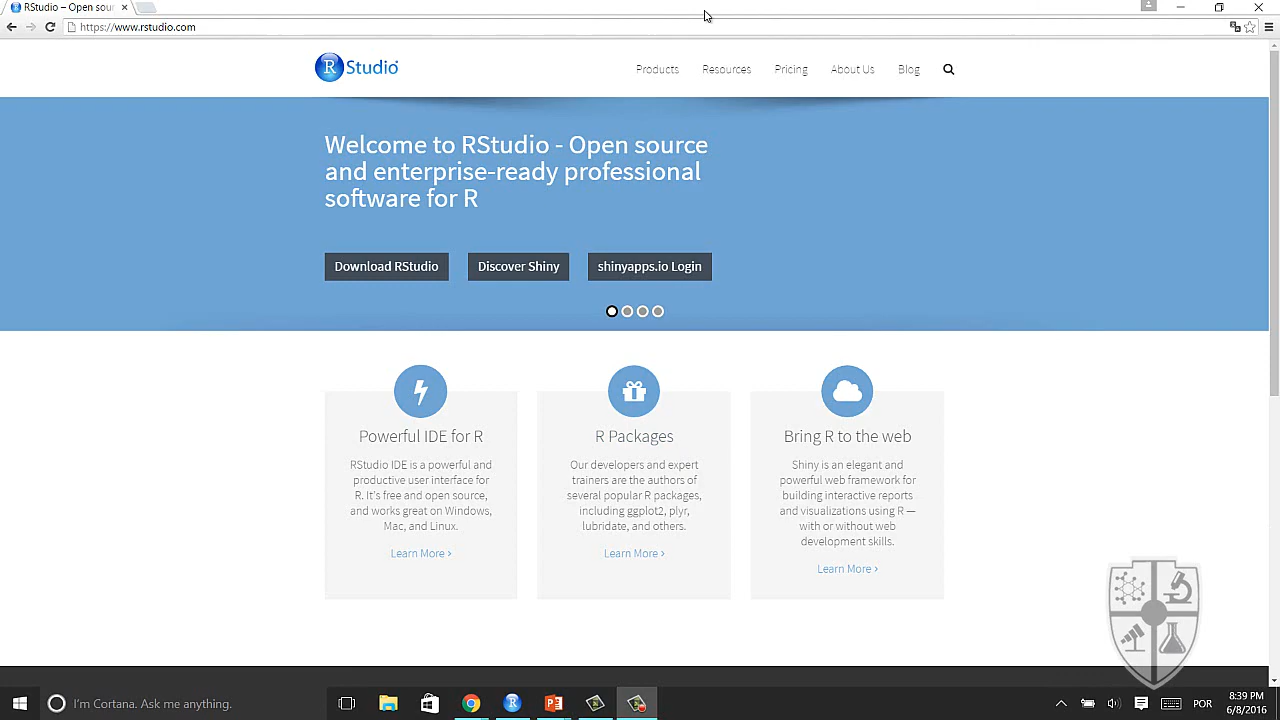 RStudio – Open sour
https://www.rstudio.com
R Studio
Products
Resources
Pricing
About Us
Blog
Welcome to RStudio - Open source
and enterprise-ready professional
software for R
Download RStudio
Discover Shiny
shinyapps.io Login
Powerful IDE for R
RStudio IDE is a powerful and
productive user interface for
R. It's free and open source,
and works great on Windows,
Mac, and Linux.
Learn More ›
R Packages
Our developers and expert
trainers are the authors of
several popular R packages,
including ggplot2, plyr,
lubridate, and others.
Learn More ›
Bring R to the web
Shiny is an elegant and
powerful web framework for
building interactive reports
and visualizations using R —
with or without web
development skills.
Learn More ›
I'm Cortana. Ask me anything.
POR
8:39 PM
6/8/2016